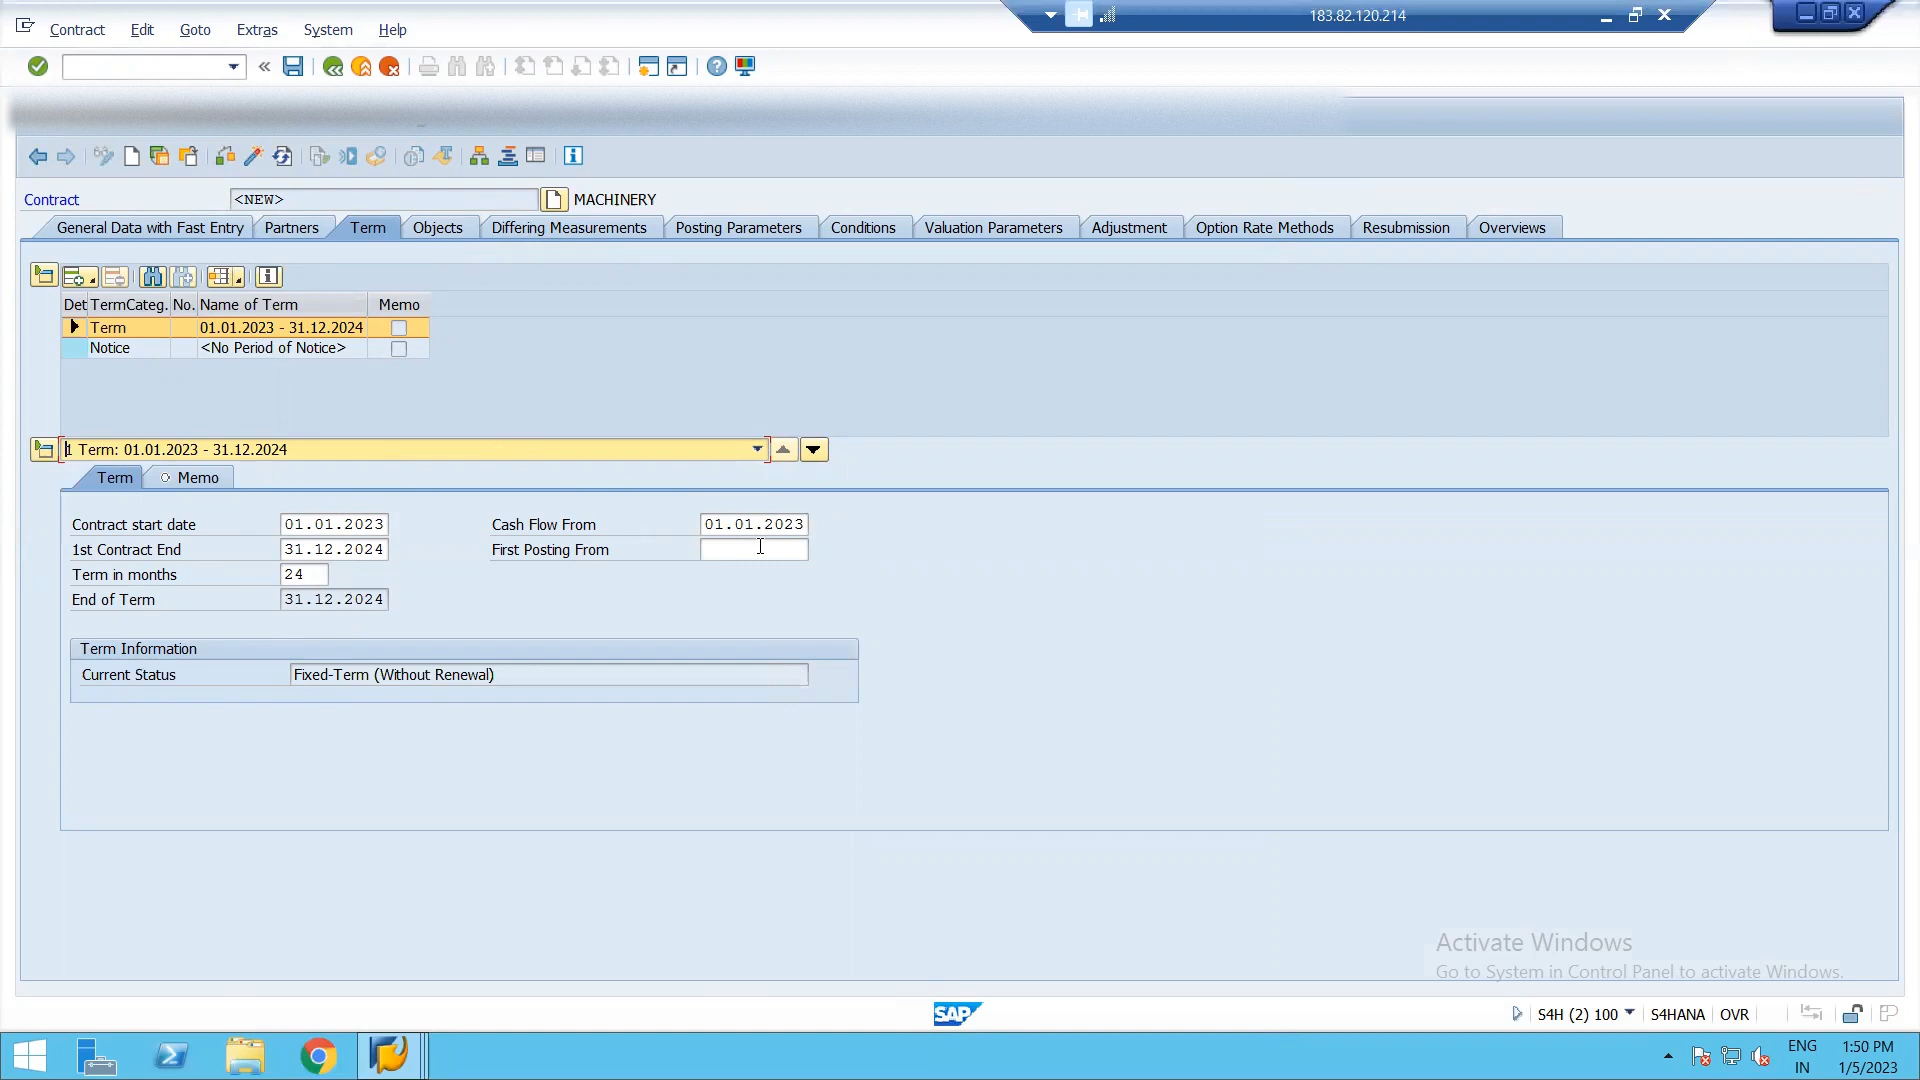 183.82.120.214
Contract Edit Goto Extras System Help
Contract <NEW> MACHINERY
General Data with Fast Entry Partners Term Objects Differing Measurements Posting Parameters Conditions Valuation Parameters Adjustment Option Rate Methods Resubmission Overviews
Det TermCateg. No. Name of Term Memo
Term 01.01.2023 - 31.12.2024
Notice <No Period of Notice>
1 Term: 01.01.2023 - 31.12.2024
Term Memo
Contract start date 01.01.2023 Cash Flow From 01.01.2023
1st Contract End 31.12.2024 First Posting From
Term in months 24
End of Term 31.12.2024
Term Information
Current Status Fixed-Term (Without Renewal)
Activate Windows
Go to System in Control Panel to activate Windows.
SAP S4H (2) 100 S4HANA OVR
ENG 1:50 PM
IN 1/5/2023